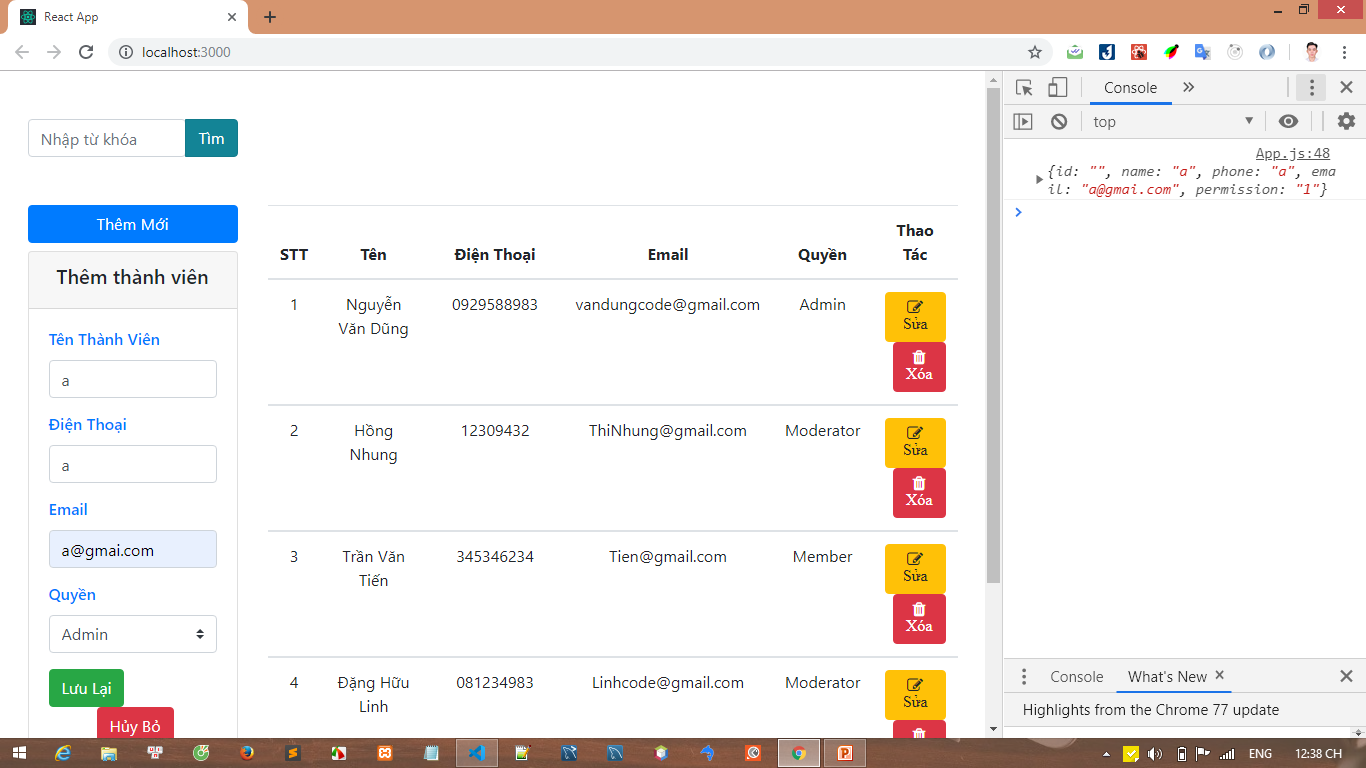 React App
localhost:3000
Nhập từ khóa
Tìm
Thêm Mới
Thêm thành viên
Tên Thành Viên
a
Điện Thoại
a
Email
a@gmai.com
Quyền
Admin
Lưu Lại
Hủy Bỏ
STT Tên Điện Thoại Email Quyền Thao
Tác
1 Nguyễn 0929588983 vandungcode@gmail.com Admin
Văn Dũng
Sửa
Xóa
2 Hồng 12309432 ThiNhung@gmail.com Moderator
Nhung
Sửa
Xóa
3 Trần Văn 345346234 Tien@gmail.com Member
Tiến
Sửa
Xóa
4 Đặng Hữu 081234983 Linhcode@gmail.com Moderator
Linh
Sửa
Console
top
App.js:48
{id: "", name: "a", phone: "a", ema
il: "a@gmai.com", permission: "1"}
Console What's New
Highlights from the Chrome 77 update
ENG 12:38 CH